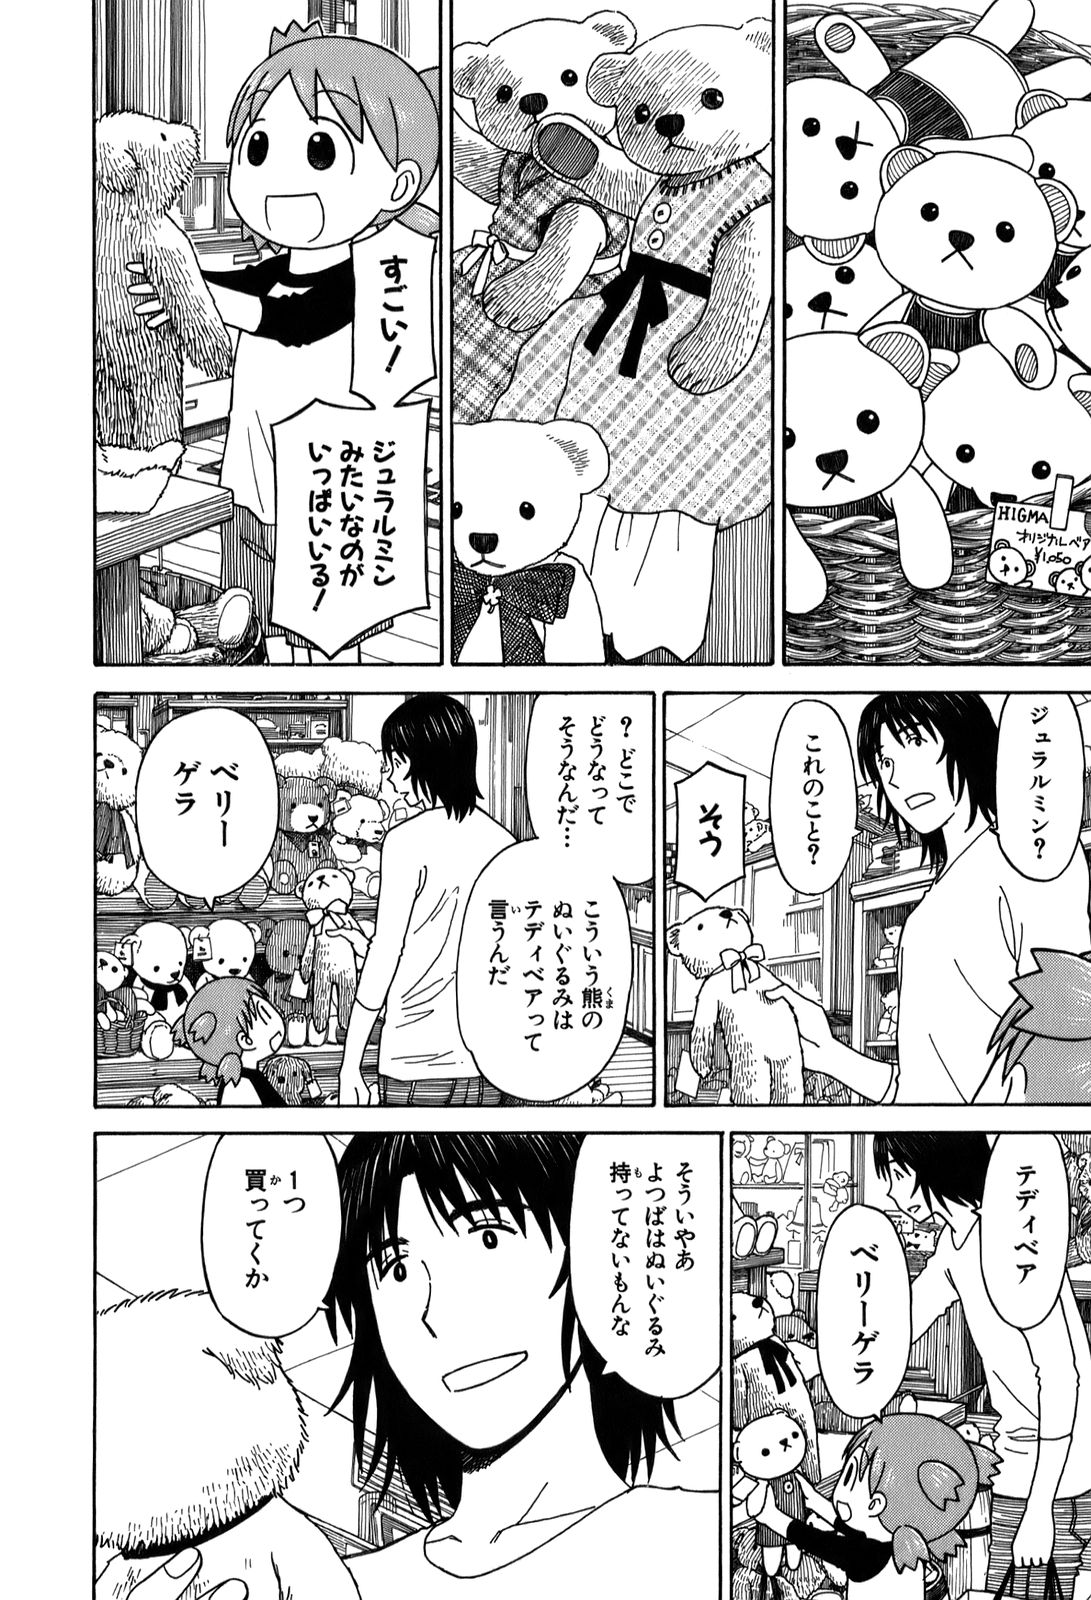 HIGMA
オリジナルベア
¥1,050
すごい！
ジュラルミン
みたいなのが
いっぱいいる！
ジュラルミン？
これのこと？
そう
？どこで
どうなって
そうなんだ…
こういう熊の
くま
ぬいぐるみは
テディベアって
言うんだ
い
ベリー
ゲラ
テディベア
ベリーゲラ
そういやあ
よつばはぬいぐるみ
持ってないもんな
も
1つ
買ってくか
か